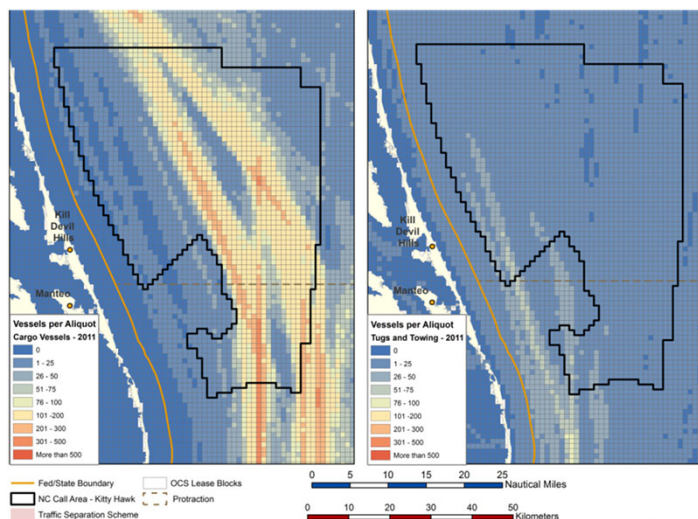 Kill
Devil
Hills
Manteo
Vessels per Aliquot
Cargo Vessels - 2011
0
1 - 25
26 - 50
51 -75
76 - 100
101 -200
201 - 300
301 - 500
More than 500
Kill
Devil
Hills
Manteo
Vessels per Aliquot
Tugs and Towing - 2011
0
1 - 25
26 - 50
51 -75
76 - 100
101 -200
201 - 300
301 - 500
More than 500
Fed/State Boundary
OCS Lease Blocks
NC Call Area - Kitty Hawk
Protraction
Traffic Separation Scheme
0 5 10 15 20 25
Nautical Miles
0 10 20 30 40 50
Kilometers